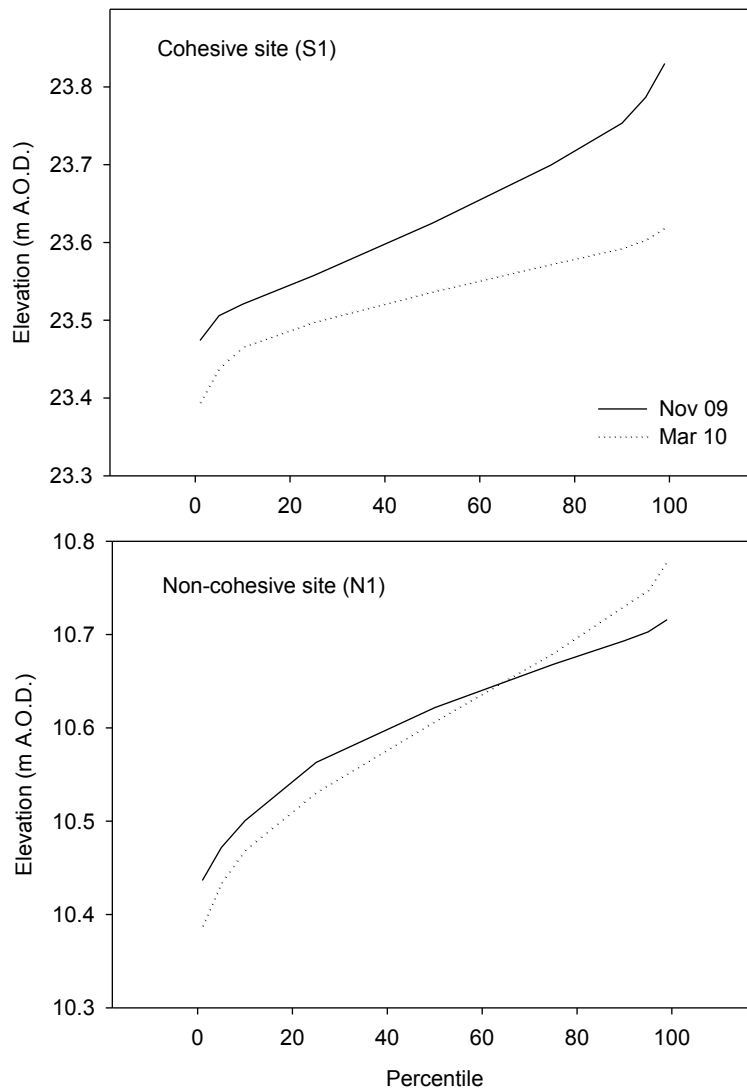 Cohesive site (S1)
23.8
23.7
23.6
23.5
23.4
23.3
Elevation (m A.O.D.)
Nov 09
Mar 10
0 20 40 60 80 100
10.8
Non-cohesive site (N1)
10.7
10.6
10.5
10.4
10.3
Elevation (m A.O.D.)
0 20 40 60 80 100
Percentile